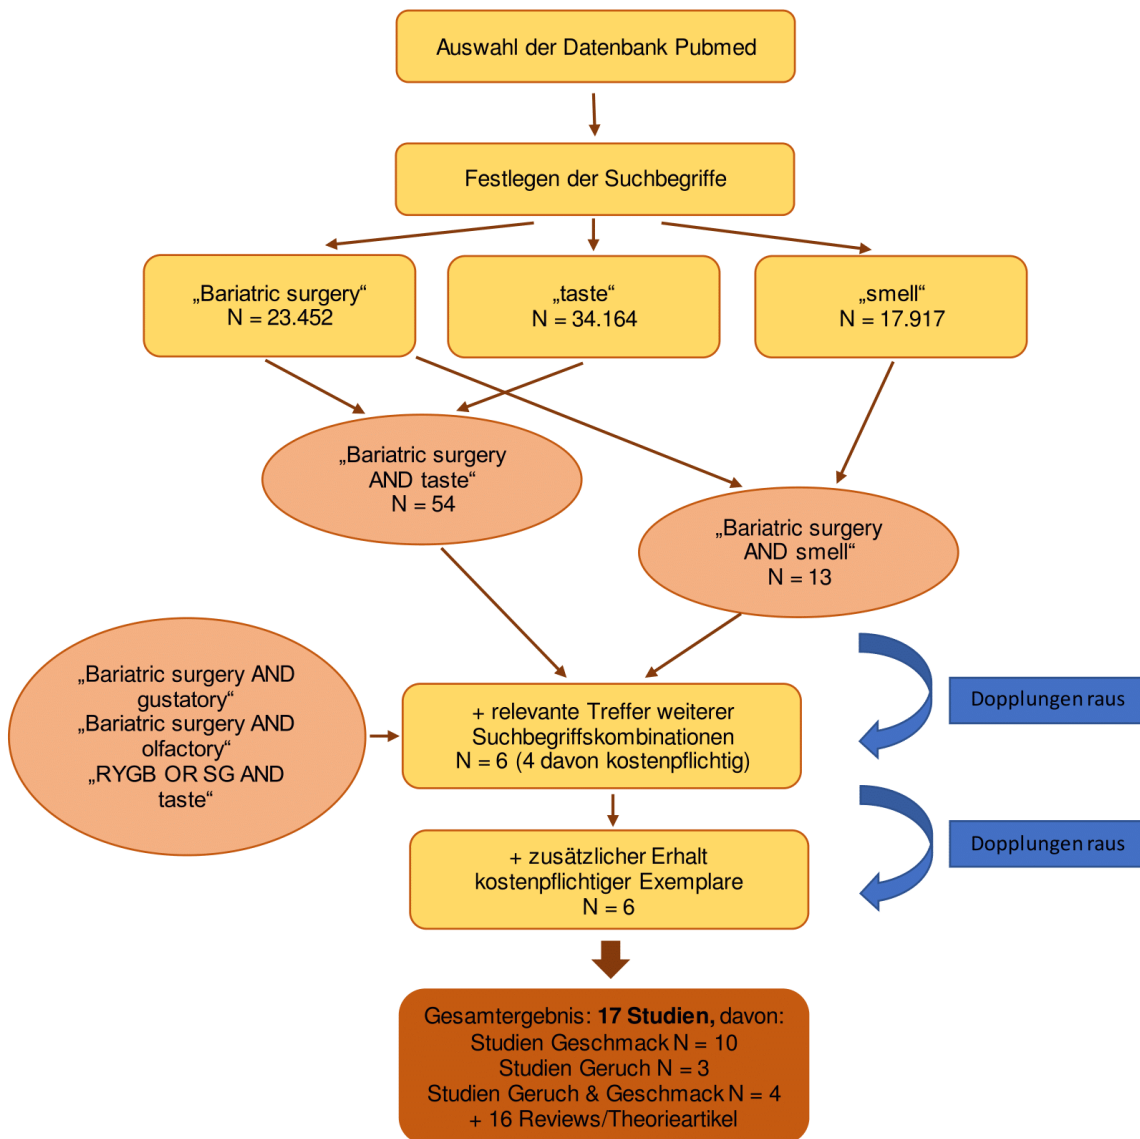 Auswahl der Datenbank Pubmed
Festlegen der Suchbegriffe
„Bariatric surgery“
N = 23.452
„taste“
N = 34.164
„smell“
N = 17.917
„Bariatric surgery
AND taste“
N = 54
„Bariatric surgery
AND smell“
N = 13
„Bariatric surgery AND
gustatory“
„Bariatric surgery AND
olfactory“
„RYGB OR SG AND
taste“
+ relevante Treffer weiterer
Suchbegriffskombinationen
N = 6 (4 davon kostenpflichtig)
Dopplungen raus
+ zusätzlicher Erhalt
kostenpflichtiger Exemplare
N = 6
Dopplungen raus
Gesamtergebnis: 17 Studien, davon:
Studien Geschmack N = 10
Studien Geruch N = 3
Studien Geruch & Geschmack N = 4
+ 16 Reviews/Theorieartikel